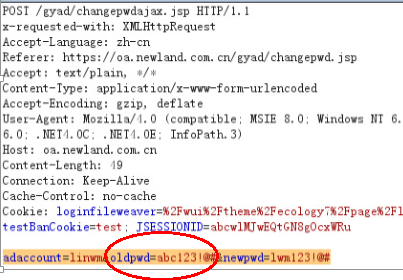 POST /gyad/changepwdajax.jsp HTTP/1.1
x-requested-with: XMLHttpRequest
Accept-Language: zh-cn
Referer: https://oa.newland.com.cn/gyad/changepwd.jsp
Accept: text/plain, */*
Content-Type: application/x-www-form-urlencoded
Accept-Encoding: gzip, deflate
User-Agent: Mozilla/4.0 (compatible; MSIE 8.0; Windows NT 6.
6.0; .NET4.0C; .NET4.0E; InfoPath.3)
Host: oa.newland.com.cn
Content-Length: 49
Connection: Keep-Alive
Cache-Control: no-cache
Cookie: loginfileweaver=%2Fwui%2Ftheme%2Fecology7%2Fpage%2Fl
testBanCookie=test; JSESSIONID=abcwlMJwEQtGN8gOcxWRu
adaccount=linwm&oldpwd=abc123!@#&newpwd=lwm123!@#